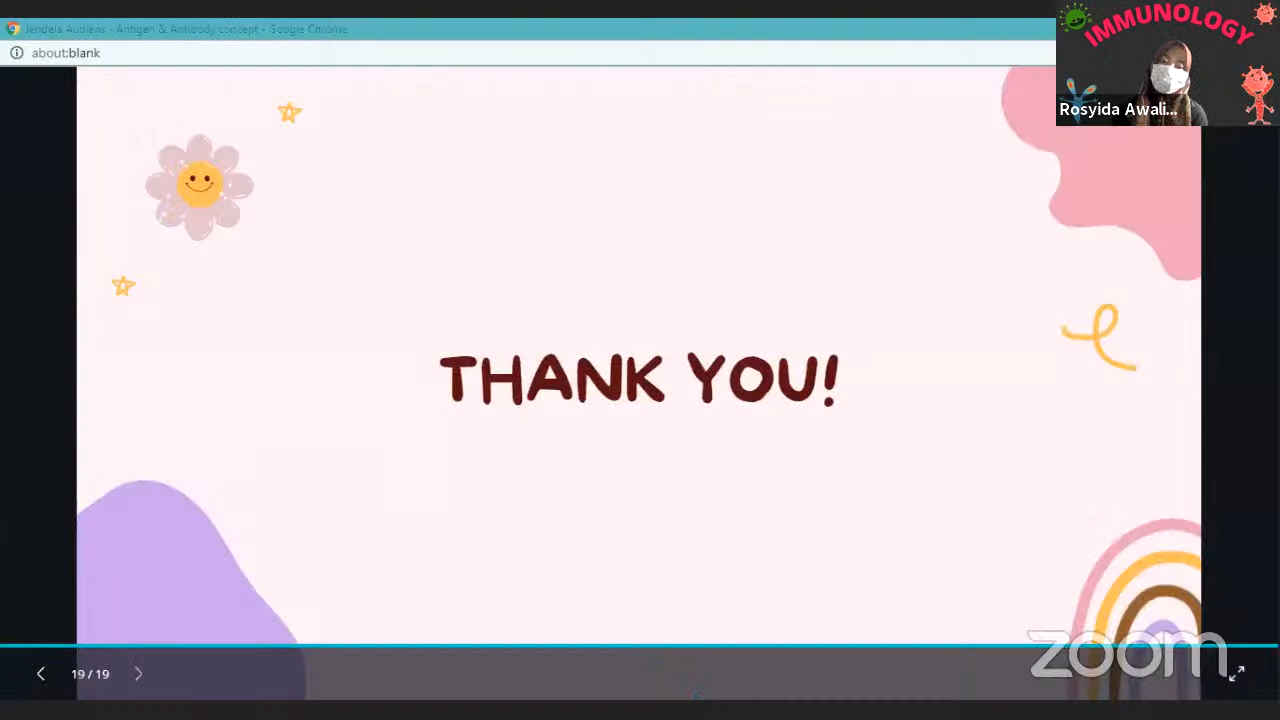 Jendela Audiens - Antigen & Antibody concept - Google Chrome
about:blank
IMMUNOLOGY
Rosyida Awali...
THANK YOU!
19 / 19
zoom